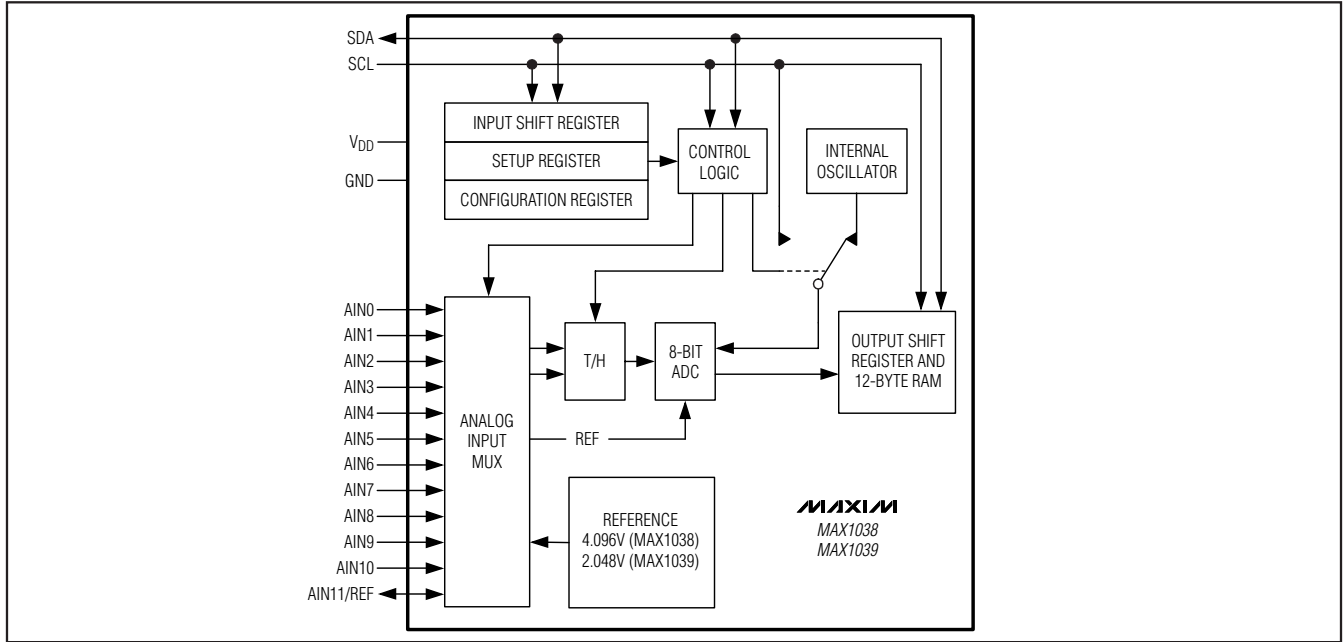 SDA
SCL
VDD
GND
INPUT SHIFT REGISTER
SETUP REGISTER
CONFIGURATION REGISTER
CONTROL
LOGIC
INTERNAL
OSCILLATOR
AIN0
AIN1
AIN2
AIN3
AIN4
AIN5
AIN6
AIN7
AIN8
AIN9
AIN10
AIN11/REF
ANALOG
INPUT
MUX
T/H
8-BIT
ADC
REF
OUTPUT SHIFT
REGISTER AND
12-BYTE RAM
REFERENCE
4.096V (MAX1038)
2.048V (MAX1039)
MAXIM
MAX1038
MAX1039